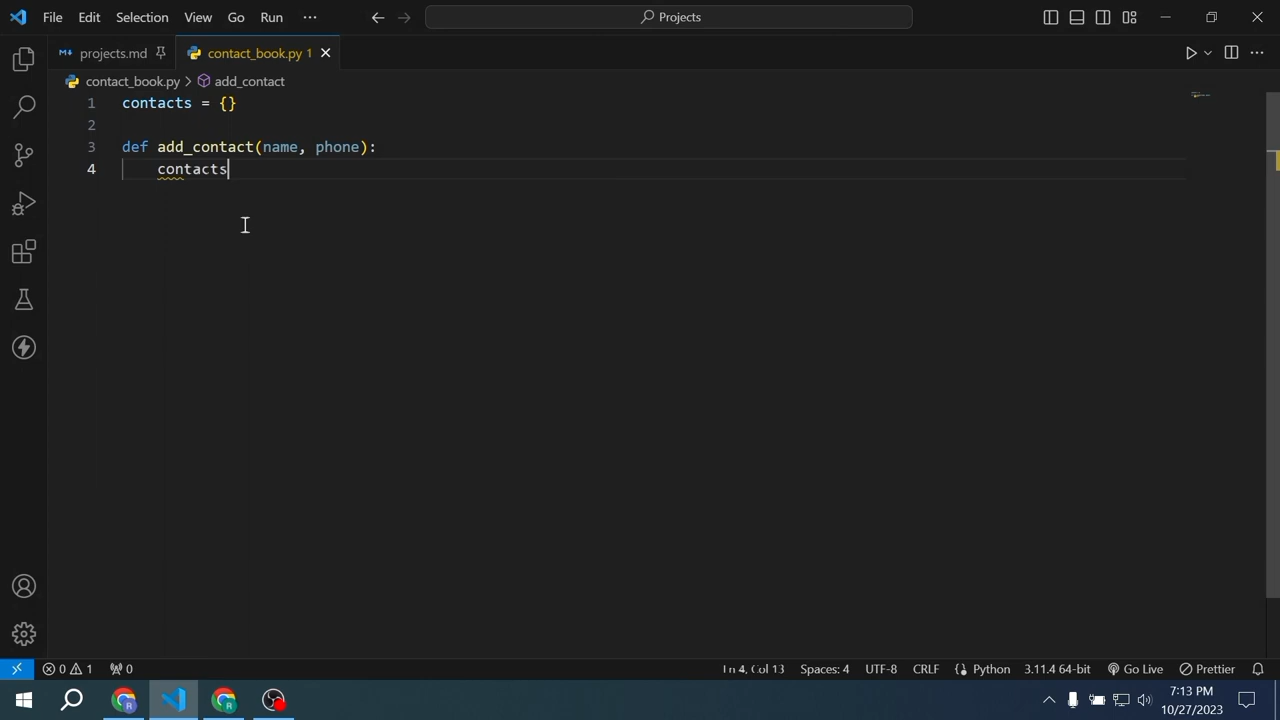 File Edit Selection View Go Run ··· Projects
projects.md contact_book.py 1
contact_book.py > add_contact
1 contacts = {}
2
3 def add_contact(name, phone):
4 contacts
0 1 0 Ln 4, Col 13 Spaces: 4 UTF-8 CRLF Python 3.11.4 64-bit Go Live Prettier
R R 7:13 PM
10/27/2023